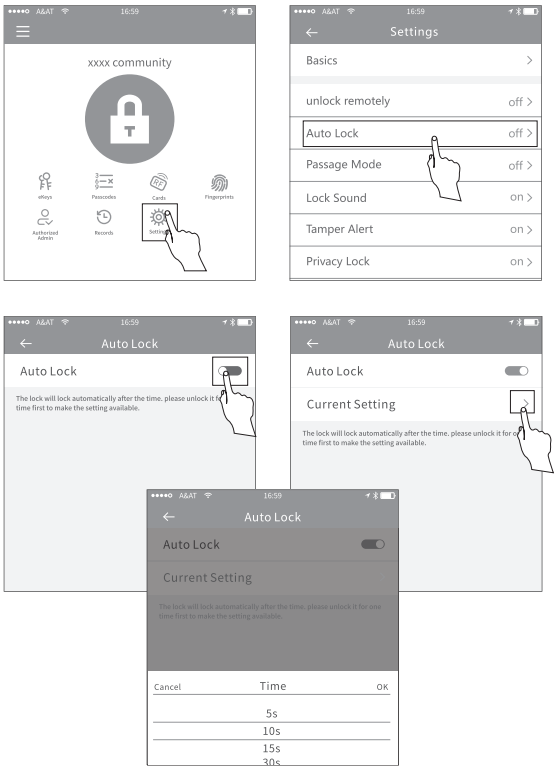 A&AT 16:59
xxxx community
T
eKeys Passcodes RF Cards Fingerprints
Authorized Admin Records Settings
A&AT 16:59
Settings
Basics
unlock remotely off
Auto Lock off
Passage Mode off
Lock Sound on
Tamper Alert on
Privacy Lock on
A&AT 16:59
Auto Lock
Auto Lock
The lock will lock automatically after the time. please unlock it
time first to make the setting available.
A&AT 16:59
Auto Lock
Auto Lock
Current Setting
The lock will lock automatically after the time. please unlock it for
time first to make the setting available.
A&AT 16:59
Auto Lock
Auto Lock
Current Setting
The lock will lock automatically after the time. please unlock it for one
time first to make the setting available.
Cancel Time OK
5s
10s
15s
30s